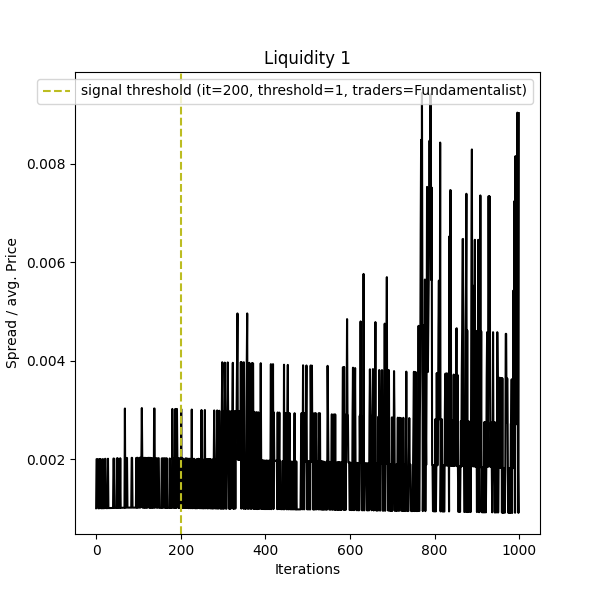 Liquidity 1
signal threshold (it=200, threshold=1, traders=Fundamentalist)
0.008
0.006
0.004
0.002
Spread / avg. Price
0 200 400 600 800 1000
Iterations